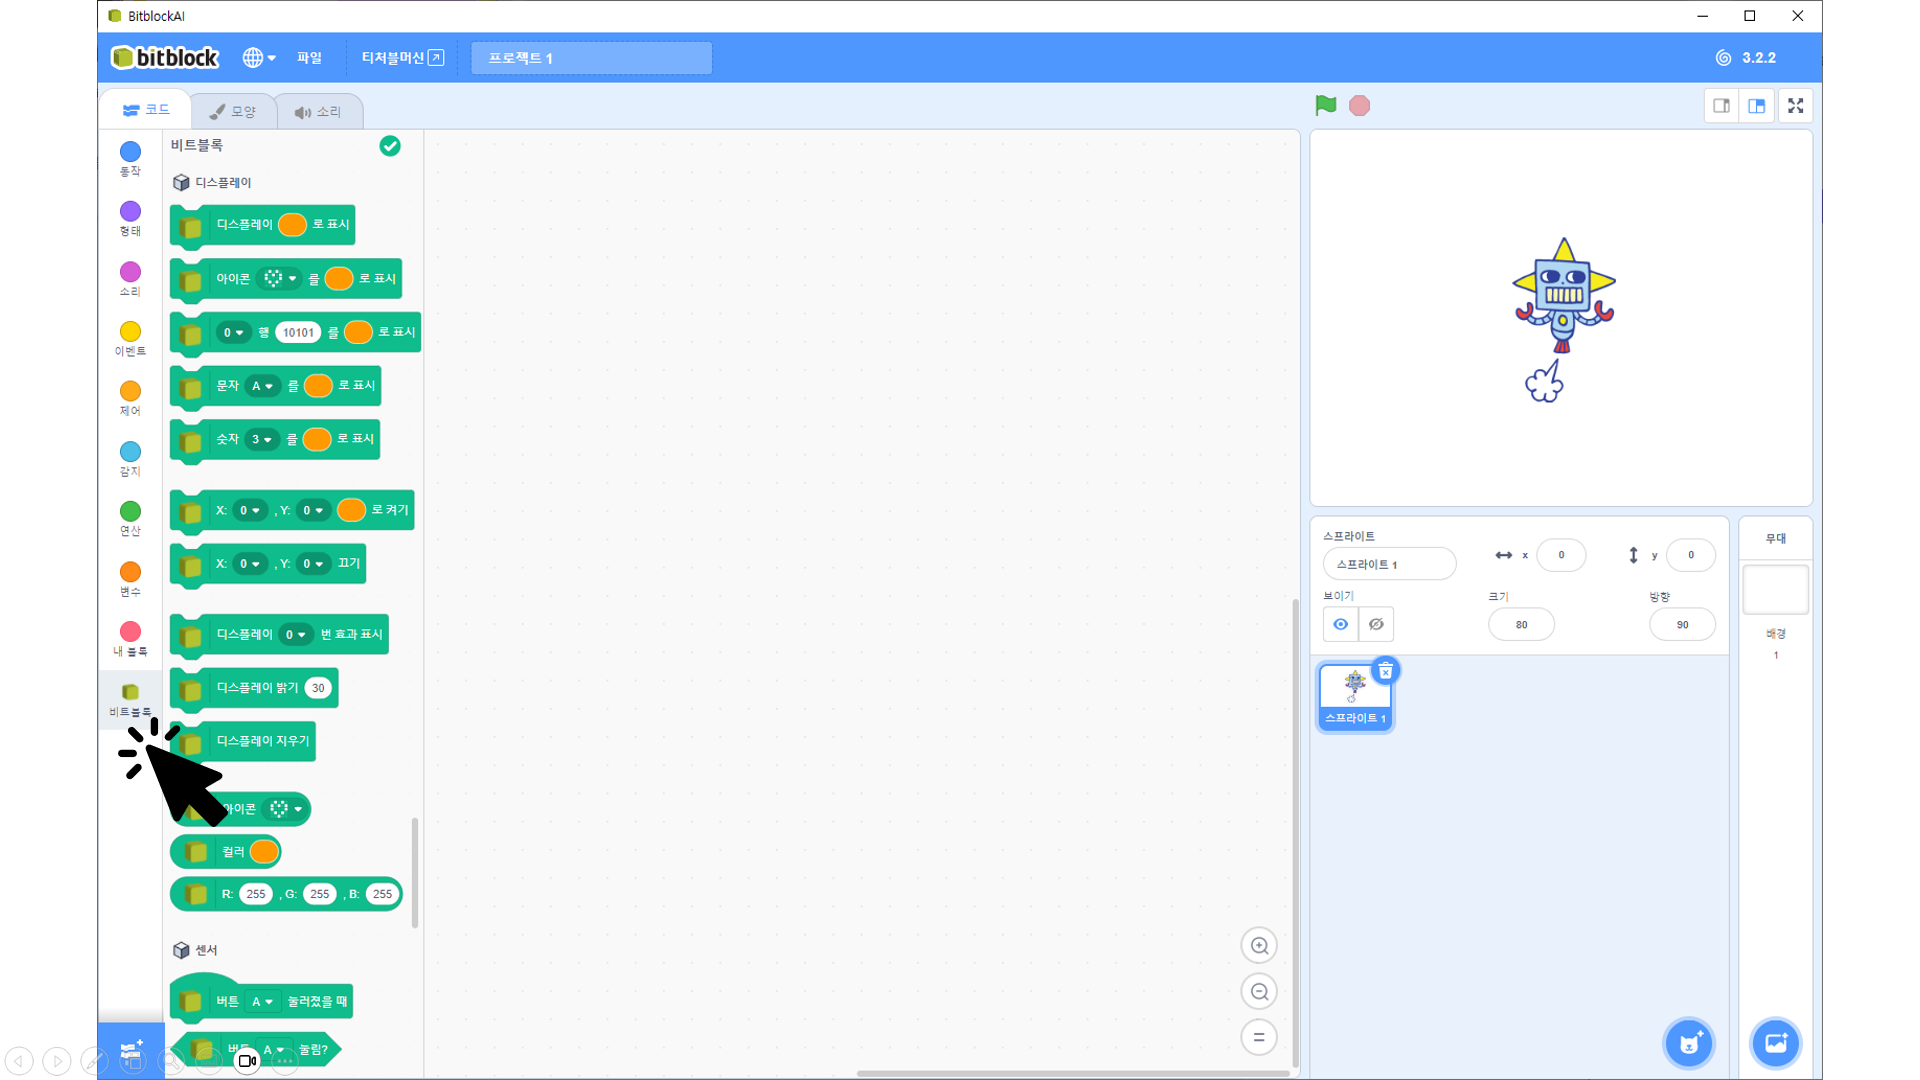 BitblockAI
bitblock
파일
티처블머신
프로젝트 1
3.2.2
코드
모양
소리
동작
형태
소리
이벤트
제어
감지
연산
변수
내 블록
비트블록
비트블록
디스플레이
디스플레이 로 표시
아이콘 를 로 표시
0 행 10101 를 로 표시
문자 A 를 로 표시
숫자 3 를 로 표시
X: 0 , Y: 0 로 켜기
X: 0 , Y: 0 끄기
디스플레이 0 번 효과 표시
디스플레이 밝기 30
디스플레이 지우기
아이콘
컬러
R: 255 , G: 255 , B: 255
센서
버튼 A 눌러졌을 때
버튼 A 눌림?
스프라이트
스프라이트 1
x 0
y 0
보이기
크기
80
방향
90
스프라이트 1
무대
배경
1